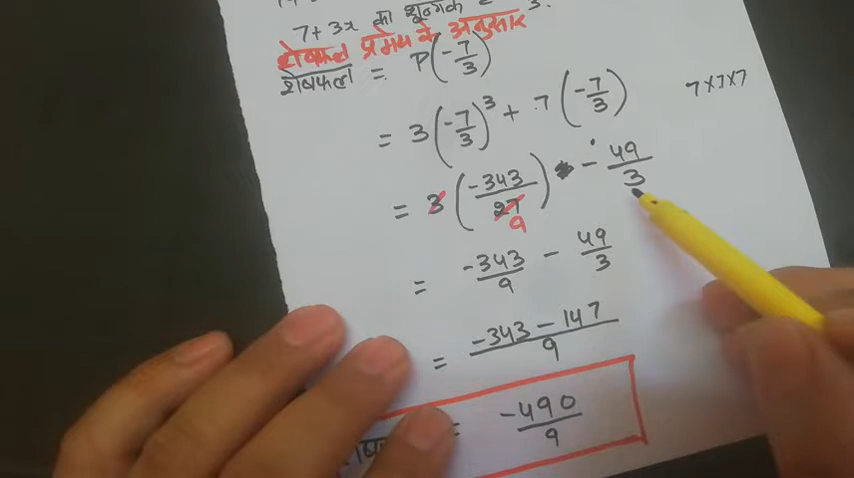 7+3x का शून्यक = 3.
शेषफल प्रमेय के अनुसार
शेषफल = P(-7/3)
= 3(-7/3)³ + 7(-7/3) 7×7×7
= 3(-343/27) - 49/3
9
= -343/9 - 49/3
= -343-147/9
= -490/9